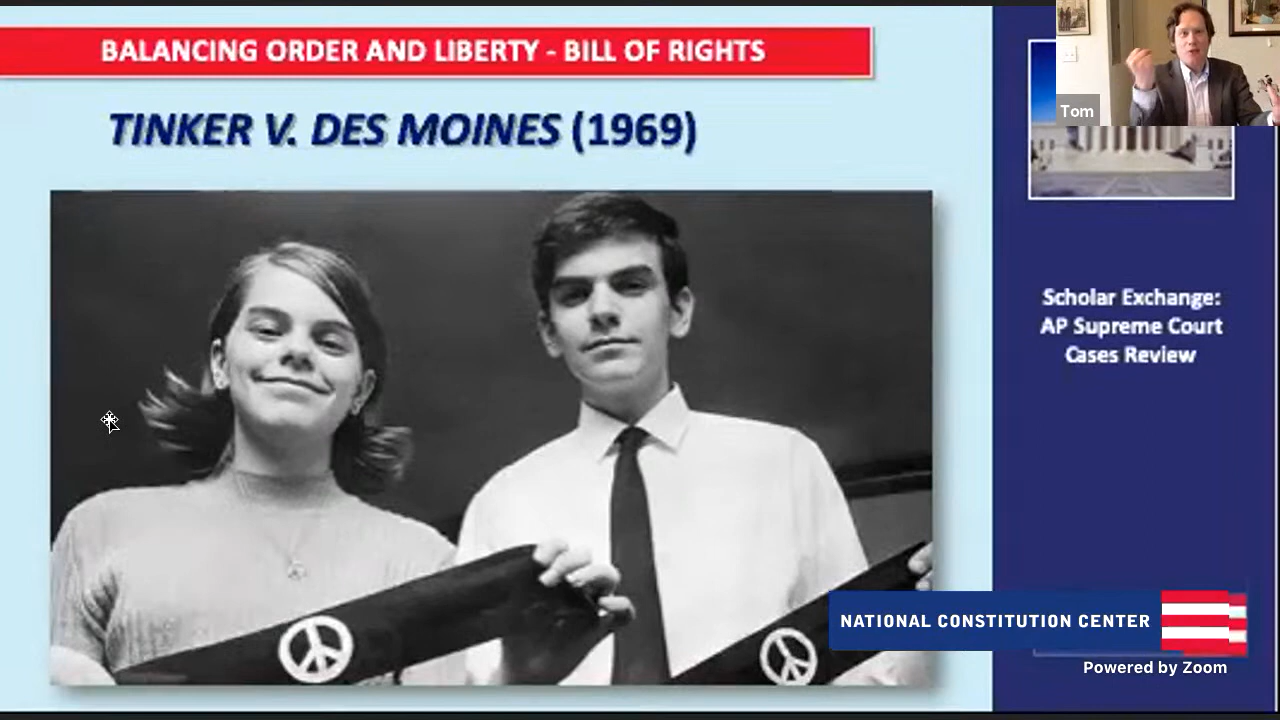 BALANCING ORDER AND LIBERTY - BILL OF RIGHTS
TINKER V. DES MOINES (1969)
Tom
Scholar Exchange:
AP Supreme Court
Cases Review
NATIONAL CONSTITUTION CENTER
Powered by Zoom